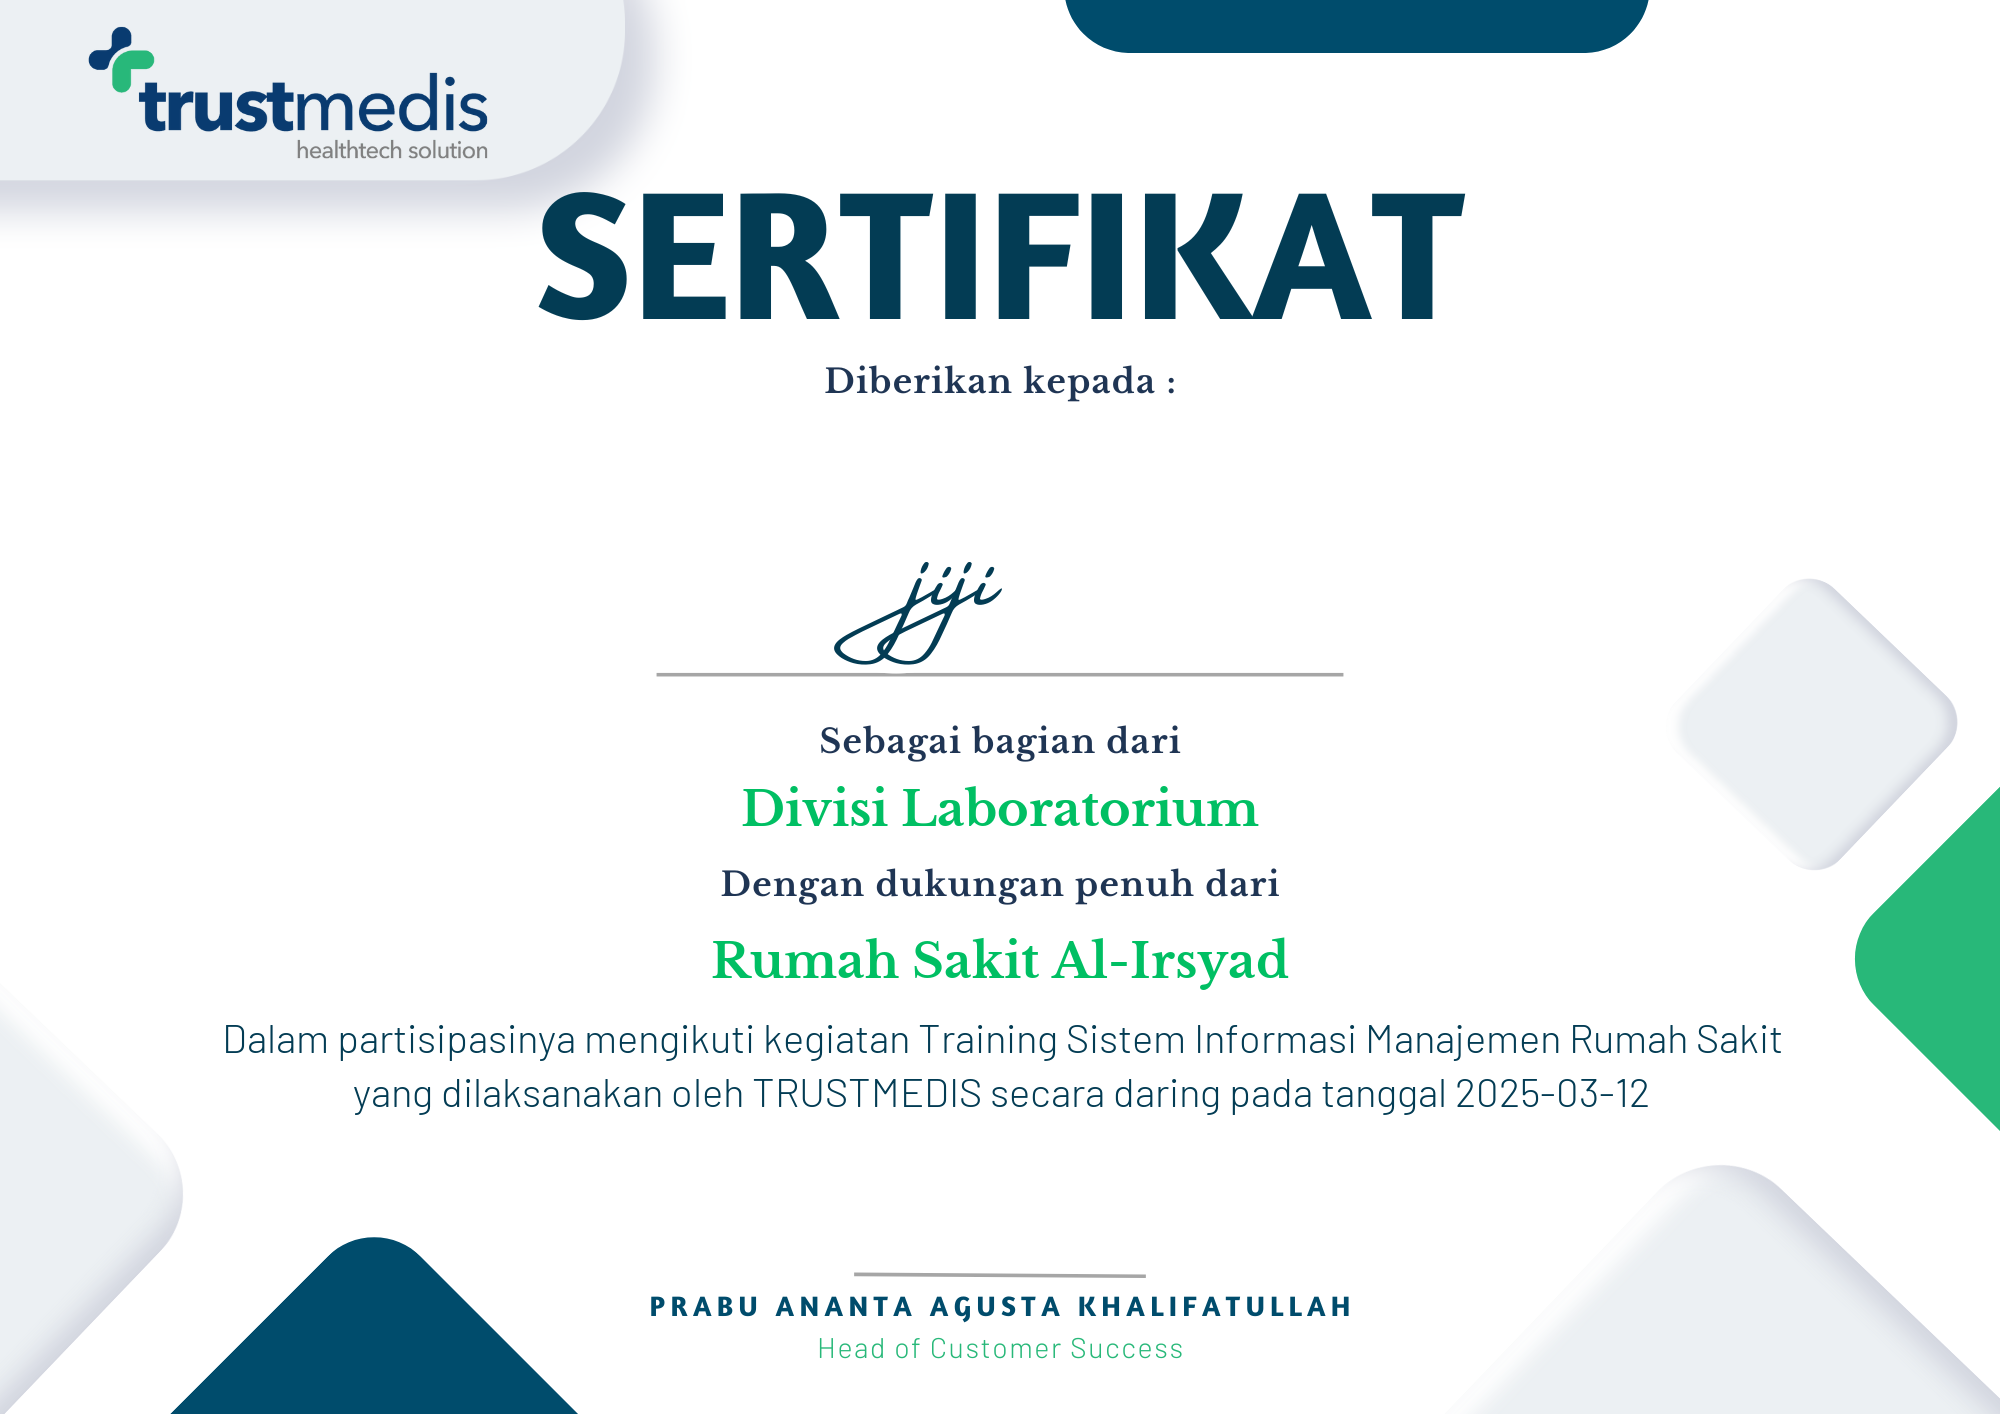 trustmedis
healthtech solution
SERTIFIKAT
Diberikan kepada :
jiji
Sebagai bagian dari
Divisi Laboratorium
Dengan dukungan penuh dari
Rumah Sakit Al-Irsyad
Dalam partisipasinya mengikuti kegiatan Training Sistem Informasi Manajemen Rumah Sakit
yang dilaksanakan oleh TRUSTMEDIS secara daring pada tanggal 2025-03-12
PRABU ANANTA AGUSTA KHALIFATULLAH
Head of Customer Success